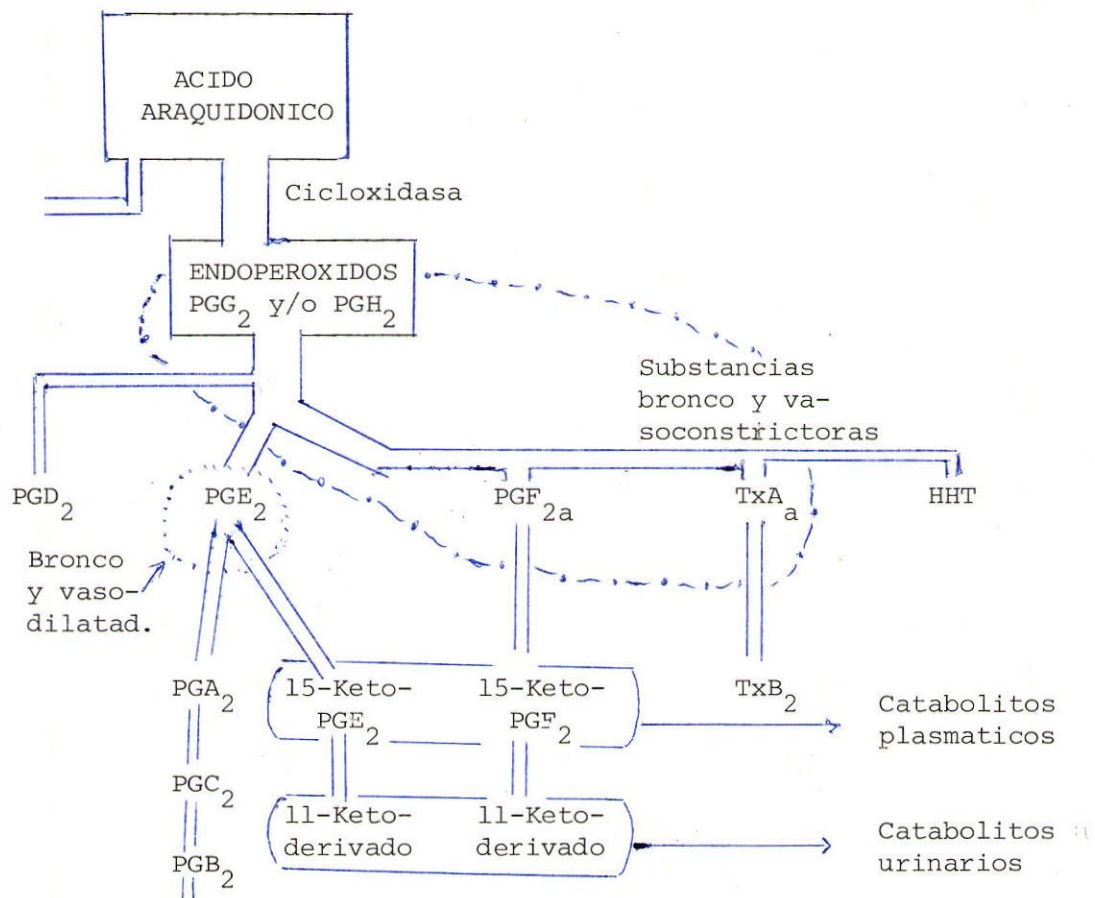 ACIDO
ARAQUIDONICO
Cicloxidasa
ENDOPEROXIDOS
PGG2 y/o PGH2
Substancias
bronco y va-
soconstrictoras
PGD2
PGE2
PGF2a
TxAa
HHT
Bronco
y vaso-
dilatad.
PGA2
15-Keto-
PGE2
15-Keto-
PGF2
TxB2
Catabolitos
plasmaticos
PGC2
11-Keto-
derivado
11-Keto-
derivado
Catabolitos
urinarios
PGB2